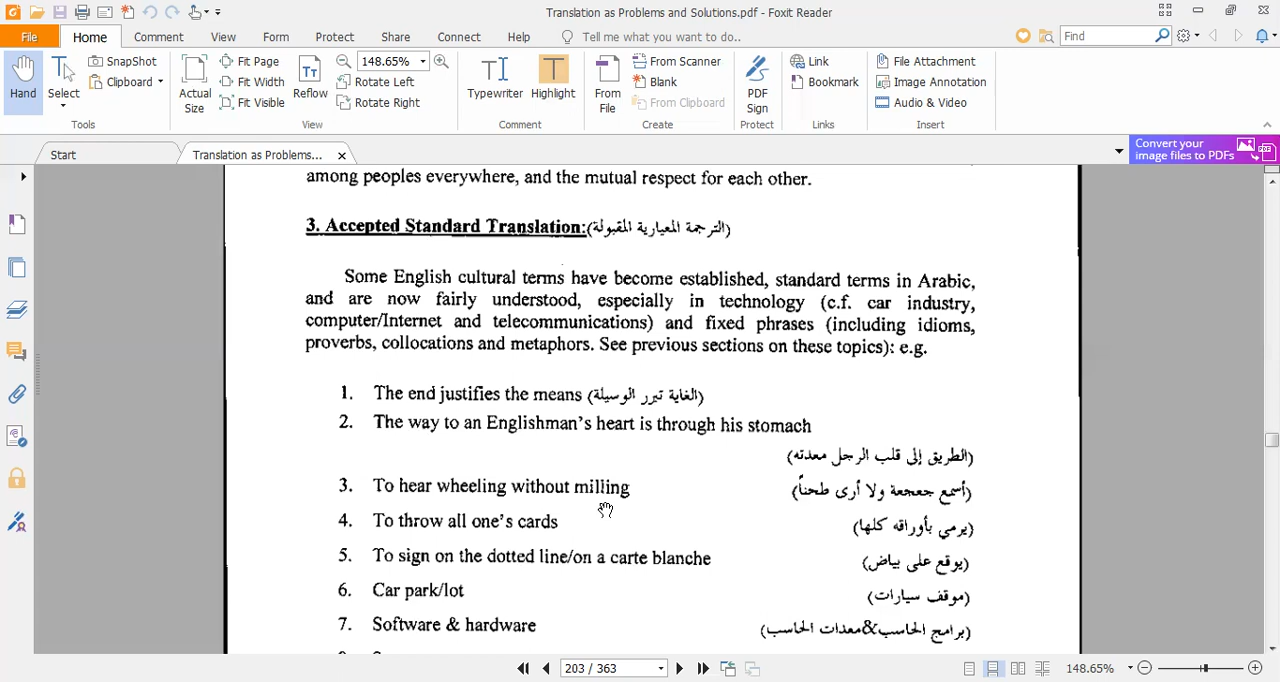 Translation as Problems and Solutions.pdf - Foxit Reader
File Home Comment View Form Protect Share Connect Help Tell me what you want to do.. Find
Hand
Select
SnapShot
Clipboard
Tools
Actual Size
Fit Page
Fit Width
Fit Visible
Reflow
148.65%
Rotate Left
Rotate Right
View
Typewriter
Highlight
Comment
From File
From Scanner
Blank
From Clipboard
Create
PDF Sign
Protect
Link
Bookmark
Links
File Attachment
Image Annotation
Audio & Video
Insert
Start
Translation as Problems...
Convert your
image files to PDFs
PDF
among peoples everywhere, and the mutual respect for each other.
3. Accepted Standard Translation:(الترجمة المعيارية المقبولة)
Some English cultural terms have become established, standard terms in Arabic,
and are now fairly understood, especially in technology (c.f. car industry,
computer/Internet and telecommunications) and fixed phrases (including idioms,
proverbs, collocations and metaphors. See previous sections on these topics): e.g.
1. The end justifies the means (الغاية تبرر الوسيلة)
2. The way to an Englishman's heart is through his stomach
(الطريق إلى قلب الرجل معدته)
3. To hear wheeling without milling (أسمع جعجعة ولا أرى طحناً)
4. To throw all one's cards (يرمي بأوراقه كلها)
5. To sign on the dotted line/on a carte blanche (يوقع على بياض)
6. Car park/lot (موقف سيارات)
7. Software & hardware (برامج الحاسب&معدات الحاسب)
203 / 363
148.65%